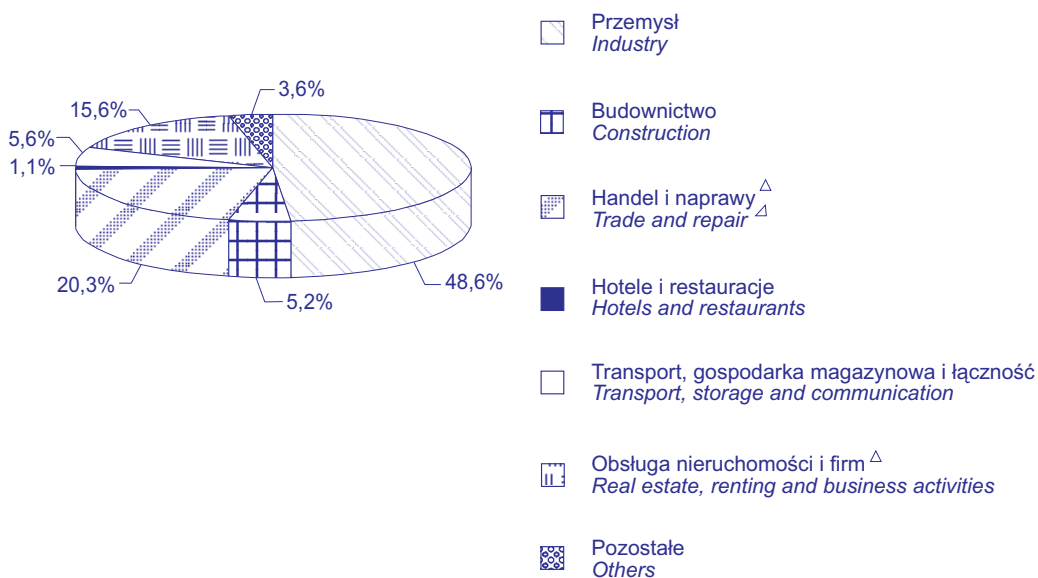 3,6%
15,6%
5,6%
1,1%
20,3%
5,2%
48,6%
Przemysł
Industry
Budownictwo
Construction
Handel i naprawy △
Trade and repair ⊿
Hotele i restauracje
Hotels and restaurants
Transport, gospodarka magazynowa i łączność
Transport, storage and communication
Obsługa nieruchomości i firm △
Real estate, renting and business activities
Pozostałe
Others